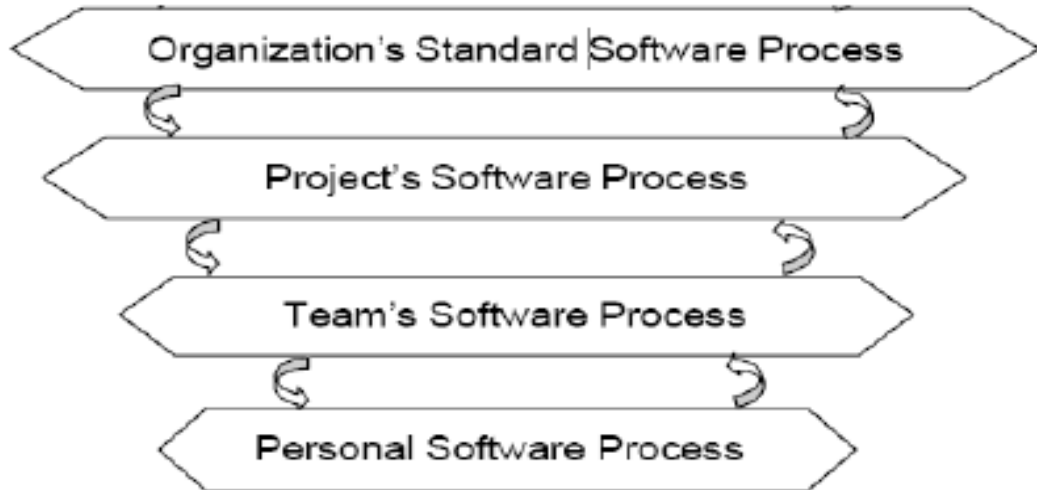 Organization's Standard Software Process
Project's Software Process
Team's Software Process
Personal Software Process